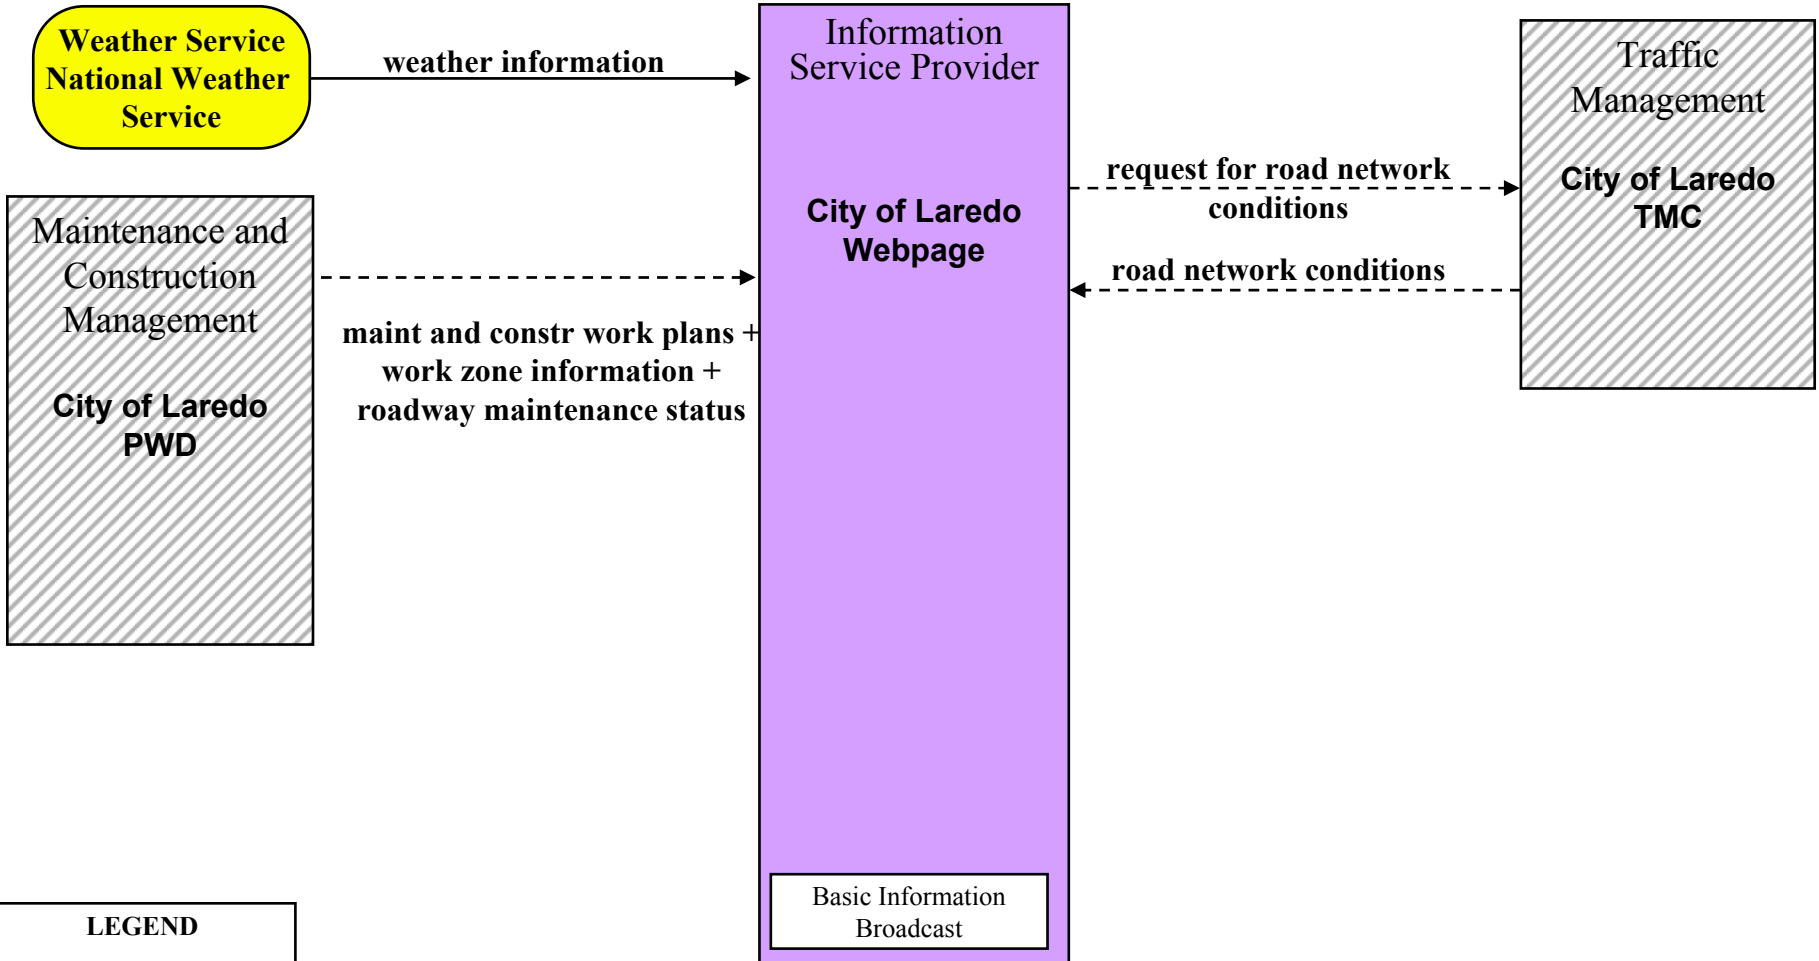 Weather Service
National Weather
Service
weather information
Information
Service Provider
City of Laredo
Webpage
Traffic
Management
City of Laredo
TMC
request for road network
conditions
road network conditions
Maintenance and
Construction
Management
City of Laredo
PWD
maint and constr work plans +
work zone information +
roadway maintenance status
Basic Information
Broadcast
LEGEND